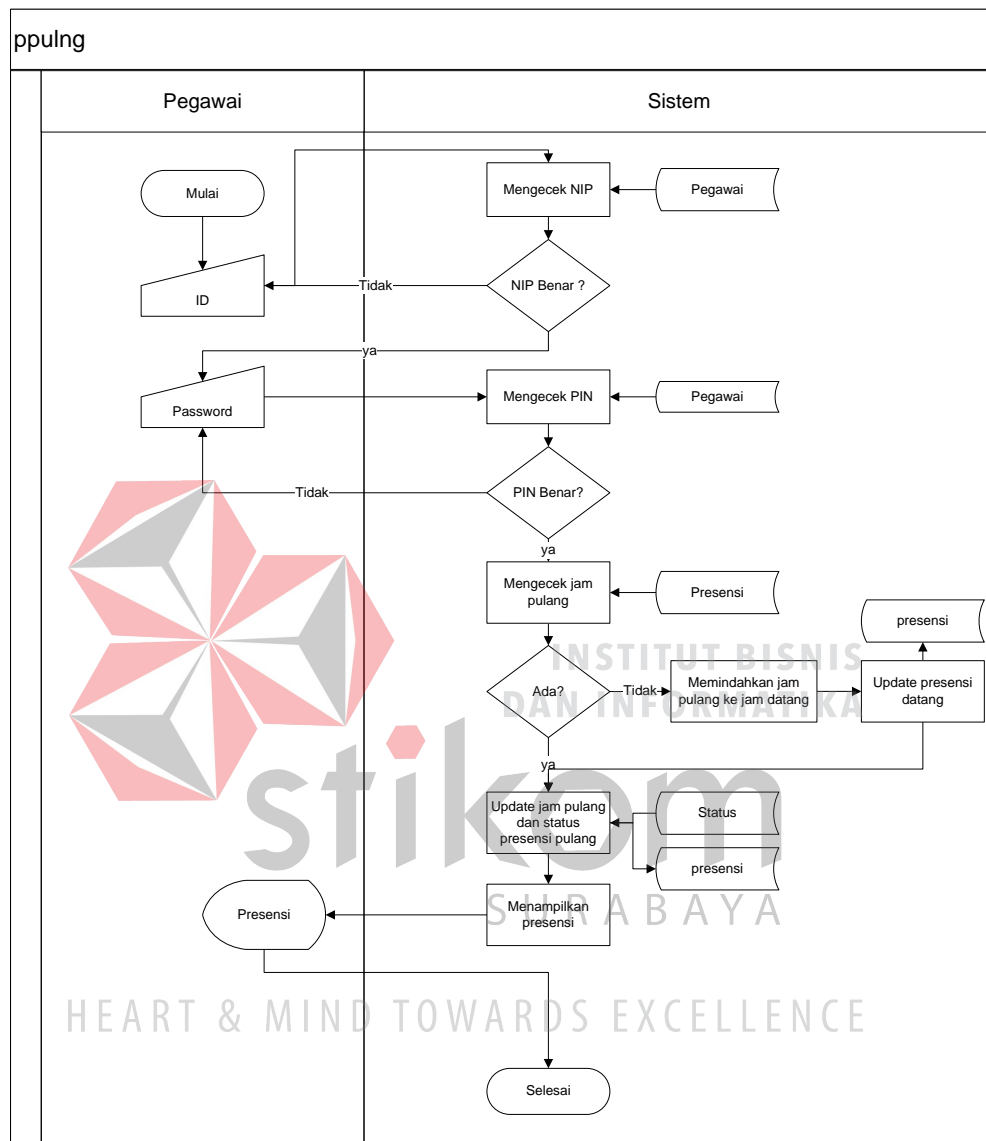 ppulng
Pegawai
Sistem
Mulai
Mengecek NIP
Pegawai
ID
Tidak
NIP Benar ?
ya
Password
Mengecek PIN
Pegawai
Tidak
PIN Benar?
ya
Mengecek jam
pulang
Presensi
presensi
INSTITUT BISNIS
DAN INFORMATIKA
Ada?
Tidak
Memindahkan jam
pulang ke jam datang
Update presensi
datang
ya
stikom
SURABAYA
Update jam pulang
dan status
presensi pulang
Status
presensi
Presensi
Menampilkan
presensi
HEART & MIND TOWARDS EXCELLENCE
Selesai